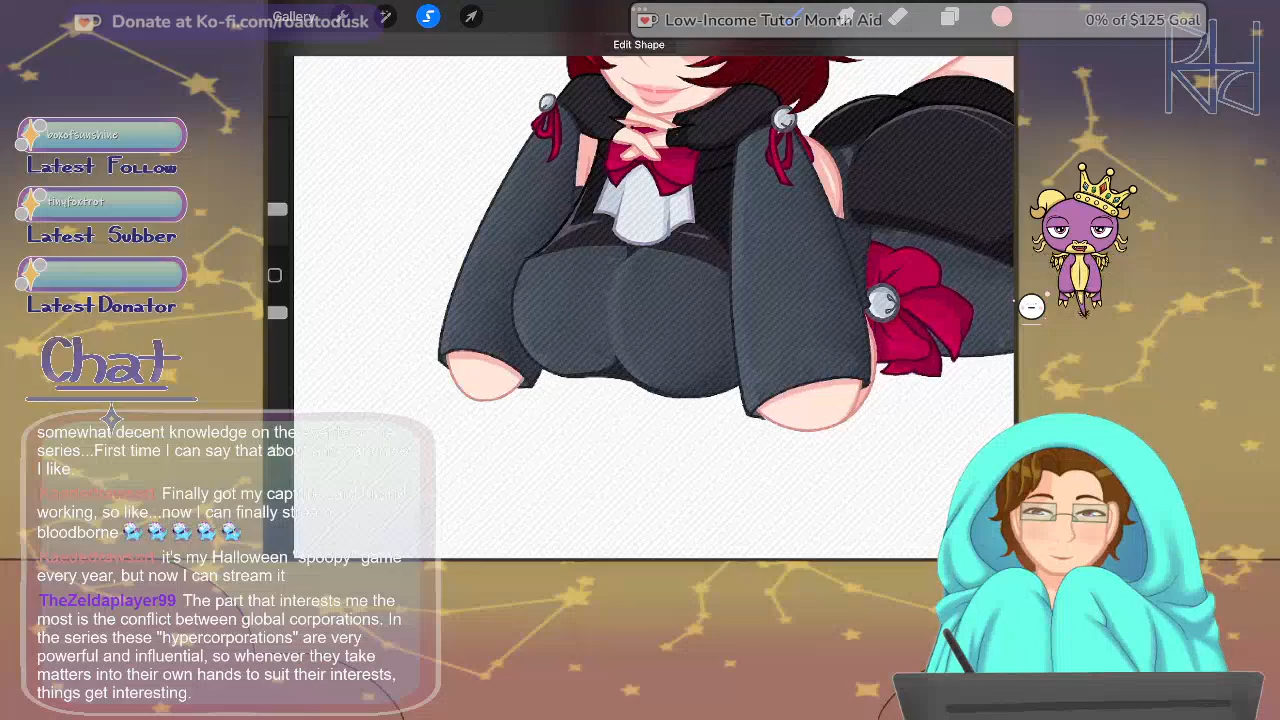 Donate at Ko-fi.com/
Gallery
Low-Income Tutor Month Aid
0% of $125 Goal
Edit Shape
boxofsunshine
Latest Follow
tinyfoxtrot
Latest Subber
Latest Donator
Chat
somewhat decent knowledge on the
series...First time I can say that
I like.
Finally got my
working, so like...now I can finally
bloodborne
it's my Halloween "spoopy" game
every year, but now I can stream it
TheZeldaplayer99 The part that interests me the
most is the conflict between global corporations. In
the series these "hypercorporations" are very
powerful and influential, so whenever they take
matters into their own hands to suit their interests,
things get interesting.